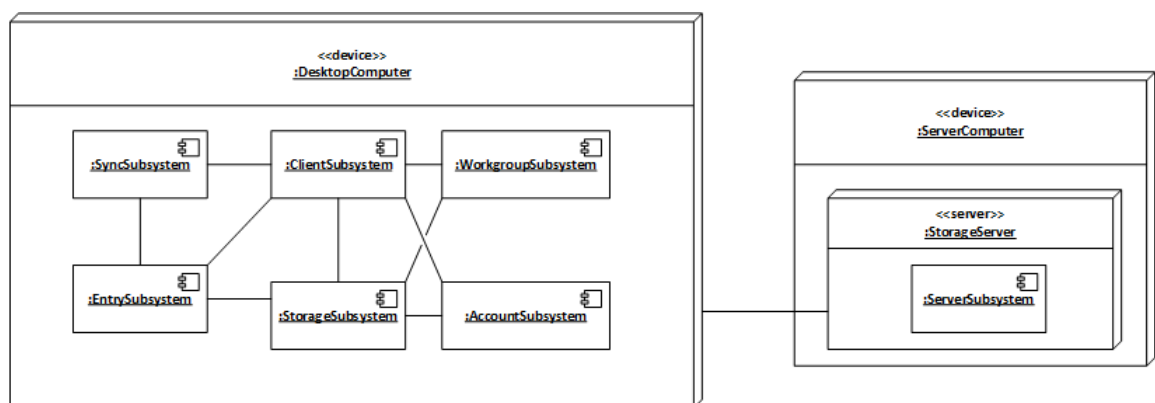 <<device>>
:DesktopComputer
:SyncSubsystem
:ClientSubsystem
:WorkgroupSubsystem
:EntrySubsystem
:StorageSubsystem
:AccountSubsystem
<<device>>
:ServerComputer
<<server>>
:StorageServer
:ServerSubsystem